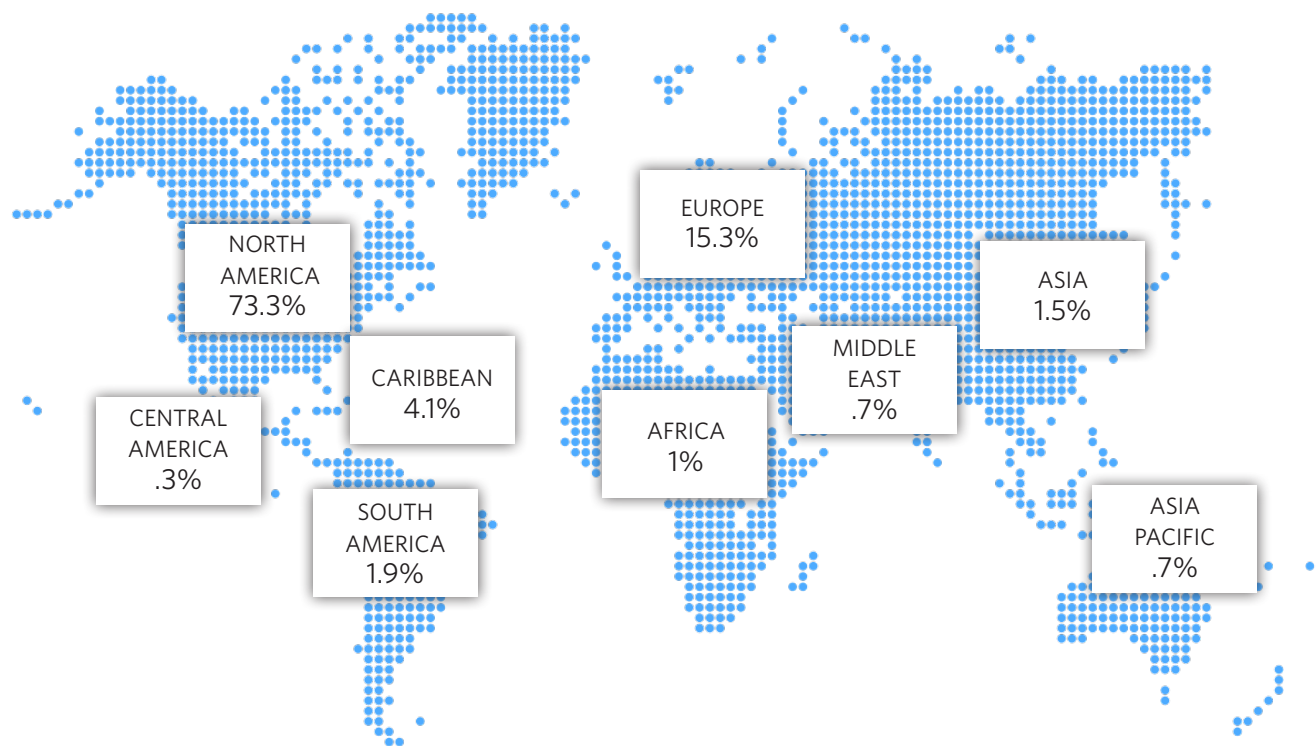 EUROPE
15.3%
NORTH
AMERICA
73.3%
ASIA
1.5%
MIDDLE
EAST
.7%
CARIBBEAN
4.1%
CENTRAL
AMERICA
.3%
AFRICA
1%
SOUTH
AMERICA
1.9%
ASIA
PACIFIC
.7%